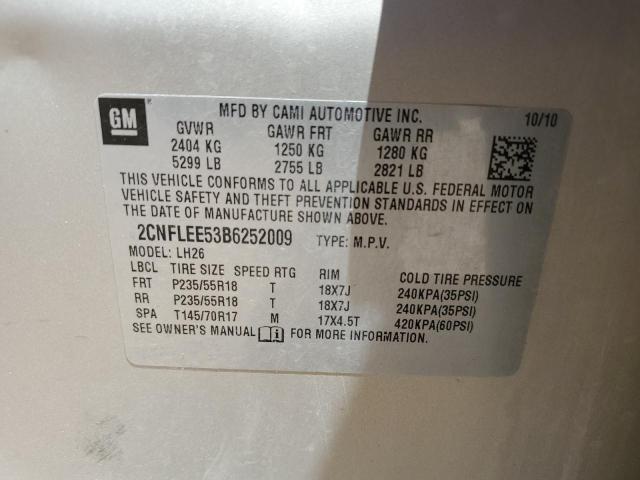 GM
MFD BY CAMI AUTOMOTIVE INC. 10/10
GVWR GAWR FRT GAWR RR
2404 KG 1250 KG 1280 KG
5299 LB 2755 LB 2821 LB
THIS VEHICLE CONFORMS TO ALL APPLICABLE U.S. FEDERAL MOTOR
VEHICLE SAFETY AND THEFT PREVENTION STANDARDS IN EFFECT ON
THE DATE OF MANUFACTURE SHOWN ABOVE.
2CNFLEE53B6252009 TYPE: M.P.V.
MODEL: LH26
LBCL TIRE SIZE SPEED RTG RIM COLD TIRE PRESSURE
FRT P235/55R18 T 18X7J 240KPA(35PSI)
RR P235/55R18 T 18X7J 240KPA(35PSI)
SPA T145/70R17 M 17X4.5T 420KPA(60PSI)
SEE OWNER'S MANUAL FOR MORE INFORMATION.